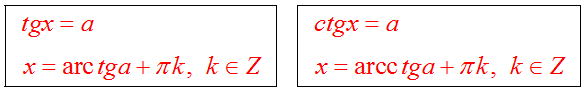 tgx = a
x = arc tga + πk, k ∈ Z
ctgx = a
x = arcc tga + πk, k ∈ Z